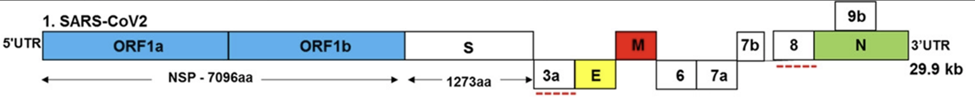 1. SARS-CoV2
9b
5'UTR ORF1a ORF1b S M 7b 8 N 3'UTR
3a E 6 7a
NSP - 7096aa 1273aa 29.9 kb